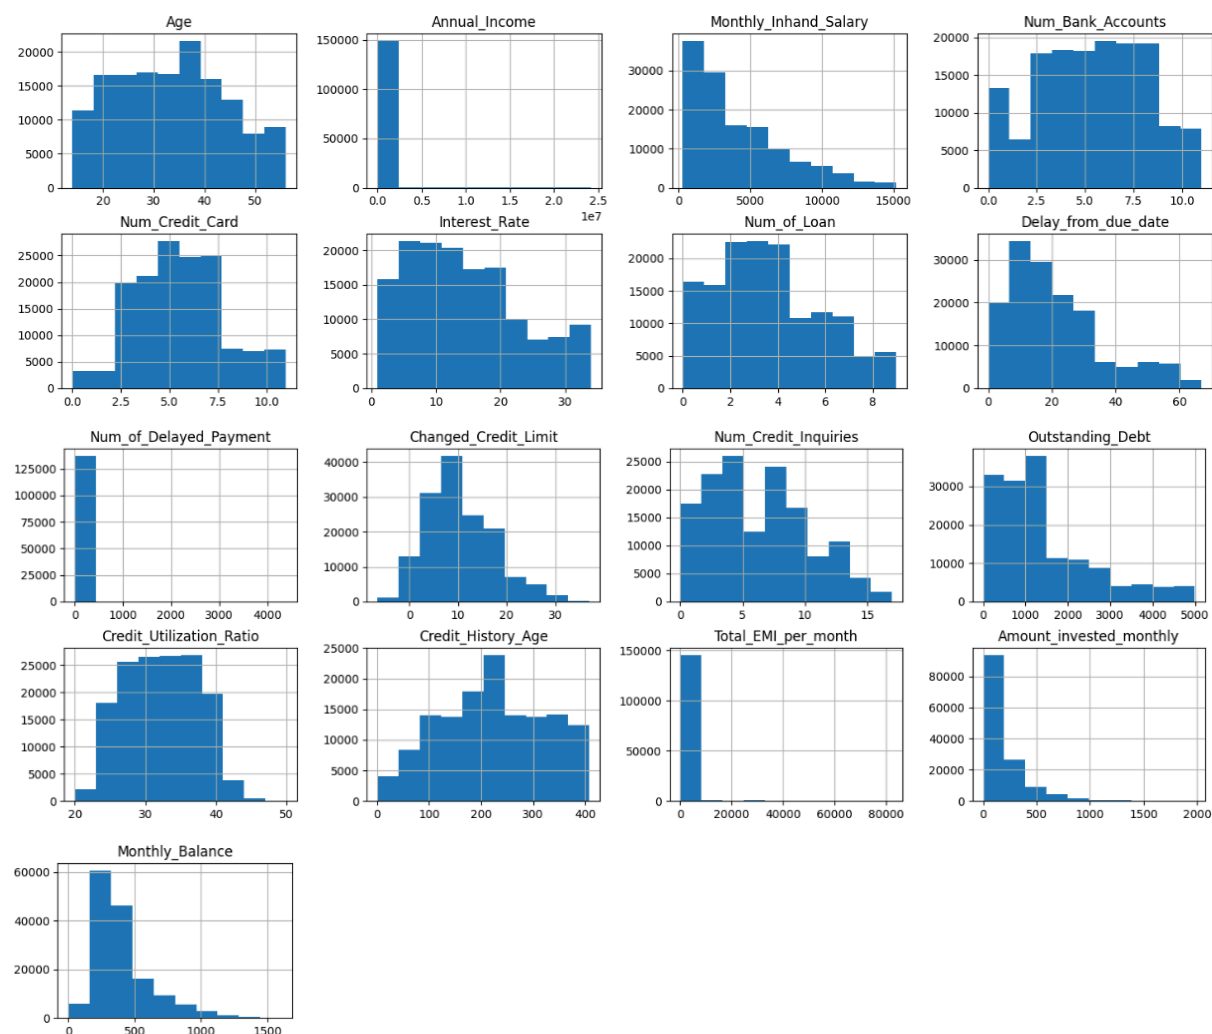 Age
20000
15000
10000
5000
0
20 30 40 50
Annual_Income
150000
100000
50000
0
0.0 0.5 1.0 1.5 2.0 2.5
1e7
Monthly_Inhand_Salary
30000
20000
10000
0
0 5000 10000 15000
Num_Bank_Accounts
20000
15000
10000
5000
0
0.0 2.5 5.0 7.5 10.0
Num_Credit_Card
25000
20000
15000
10000
5000
0
0.0 2.5 5.0 7.5 10.0
Interest_Rate
20000
15000
10000
5000
0
0 10 20 30
Num_of_Loan
20000
15000
10000
5000
0
0 2 4 6 8
Delay_from_due_date
30000
20000
10000
0
0 20 40 60
Num_of_Delayed_Payment
125000
100000
75000
50000
25000
0
0 1000 2000 3000 4000
Changed_Credit_Limit
40000
30000
20000
10000
0
0 10 20 30
Num_Credit_Inquiries
25000
20000
15000
10000
5000
0
0 5 10 15
Outstanding_Debt
30000
20000
10000
0
0 1000 2000 3000 4000 5000
Credit_Utilization_Ratio
25000
20000
15000
10000
5000
0
20 30 40 50
Credit_History_Age
25000
20000
15000
10000
5000
0
0 100 200 300 400
Total_EMI_per_month
150000
100000
50000
0
0 20000 40000 60000 80000
Amount_invested_monthly
80000
60000
40000
20000
0
0 500 1000 1500 2000
Monthly_Balance
60000
40000
20000
0
0 500 1000 1500